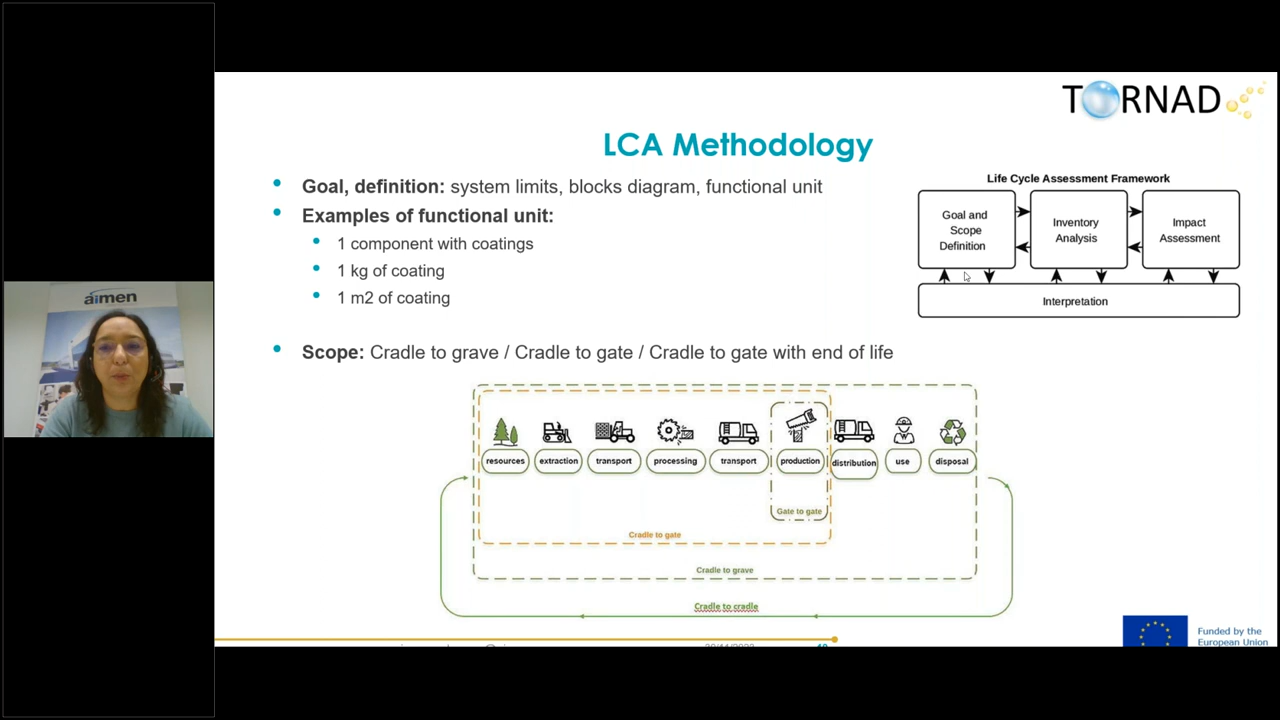 TORNADO
LCA Methodology
Goal, definition: system limits, blocks diagram, functional unit
Examples of functional unit:
1 component with coatings
1 kg of coating
1 m2 of coating
Life Cycle Assessment Framework
Goal and
Scope
Definition
Inventory
Analysis
Impact
Assessment
Interpretation
aimen
Scope: Cradle to grave / Cradle to gate / Cradle to gate with end of life
resources
extraction
transport
processing
transport
production
distribution
use
disposal
Gate to gate
Cradle to gate
Cradle to grave
Cradle to cradle
Funded by the
European Union